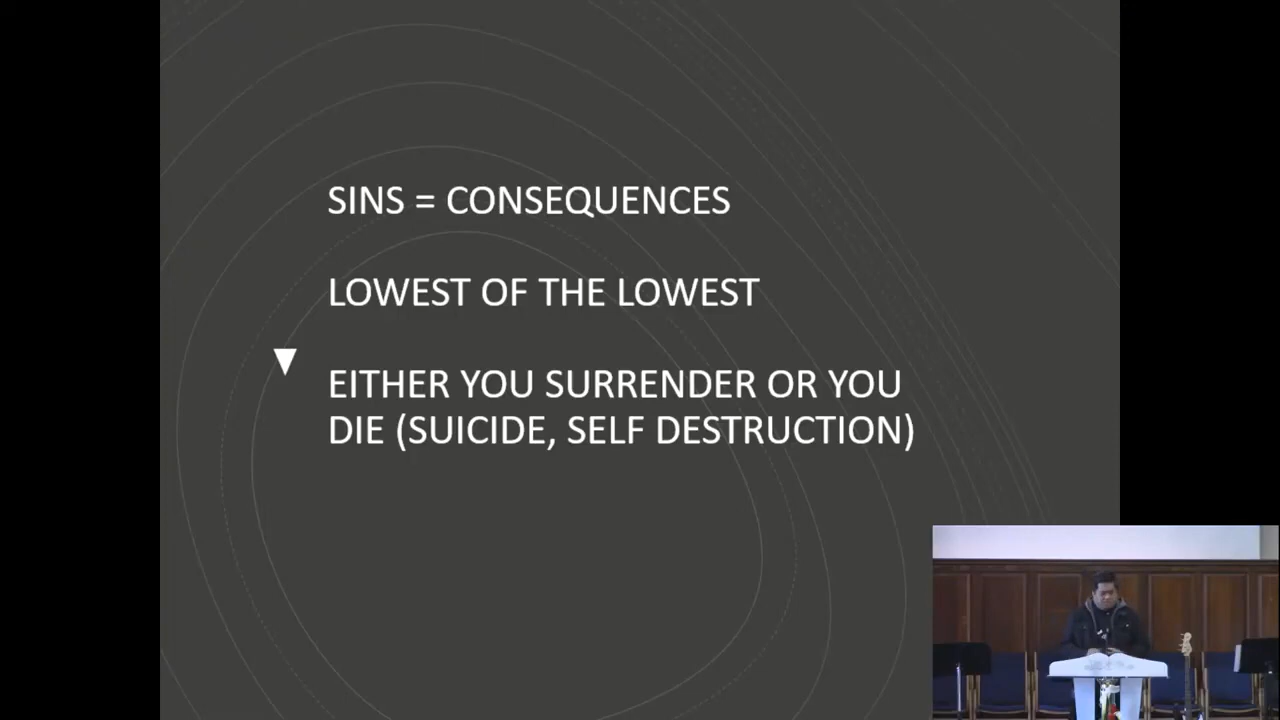 SINS = CONSEQUENCES
LOWEST OF THE LOWEST
EITHER YOU SURRENDER OR YOU
DIE (SUICIDE, SELF DESTRUCTION)